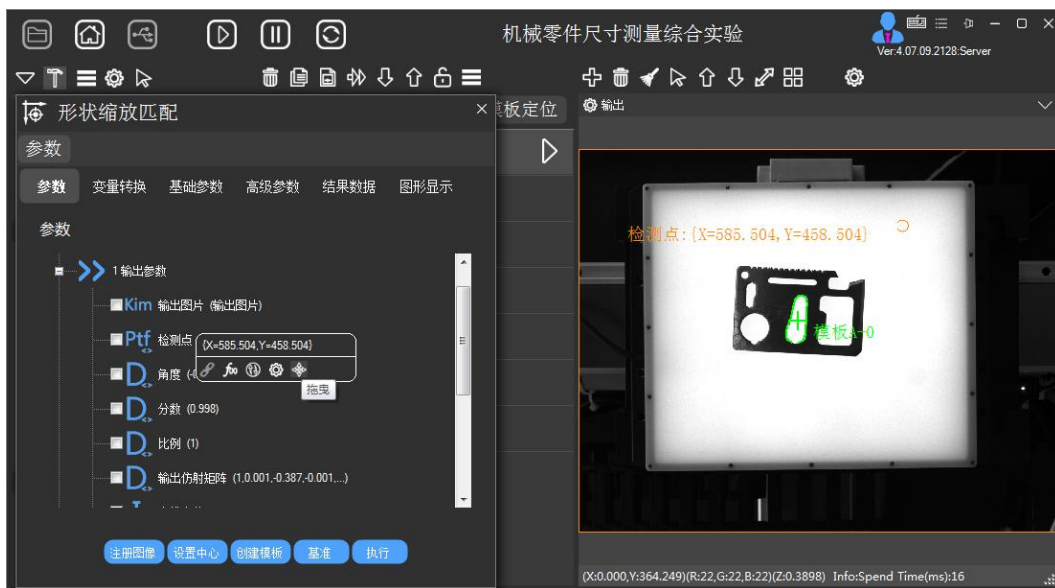 机械零件尺寸测量综合实验
Ver:4.07.09.2128:Server
形状缩放匹配
模板定位
输出
参数
参数 变量转换 基础参数 高级参数 结果数据 图形显示
参数
1 输出参数
Kim 输出图片 (输出图片)
Ptf 检测点 {X=585.504,Y=458.504}
D 角度
拖曳
D 分数 (0.998)
D 比例 (1)
D 输出仿射矩阵 (1,0.001,-0.387,-0.001,...)
注册图像 设置中心 创建模板 基准 执行
检测点:{X=585.504,Y=458.504}
模板A-0
(X:0.000,Y:364.249)(R:22,G:22,B:22)(Z:0.3898) Info:Spend Time(ms):16